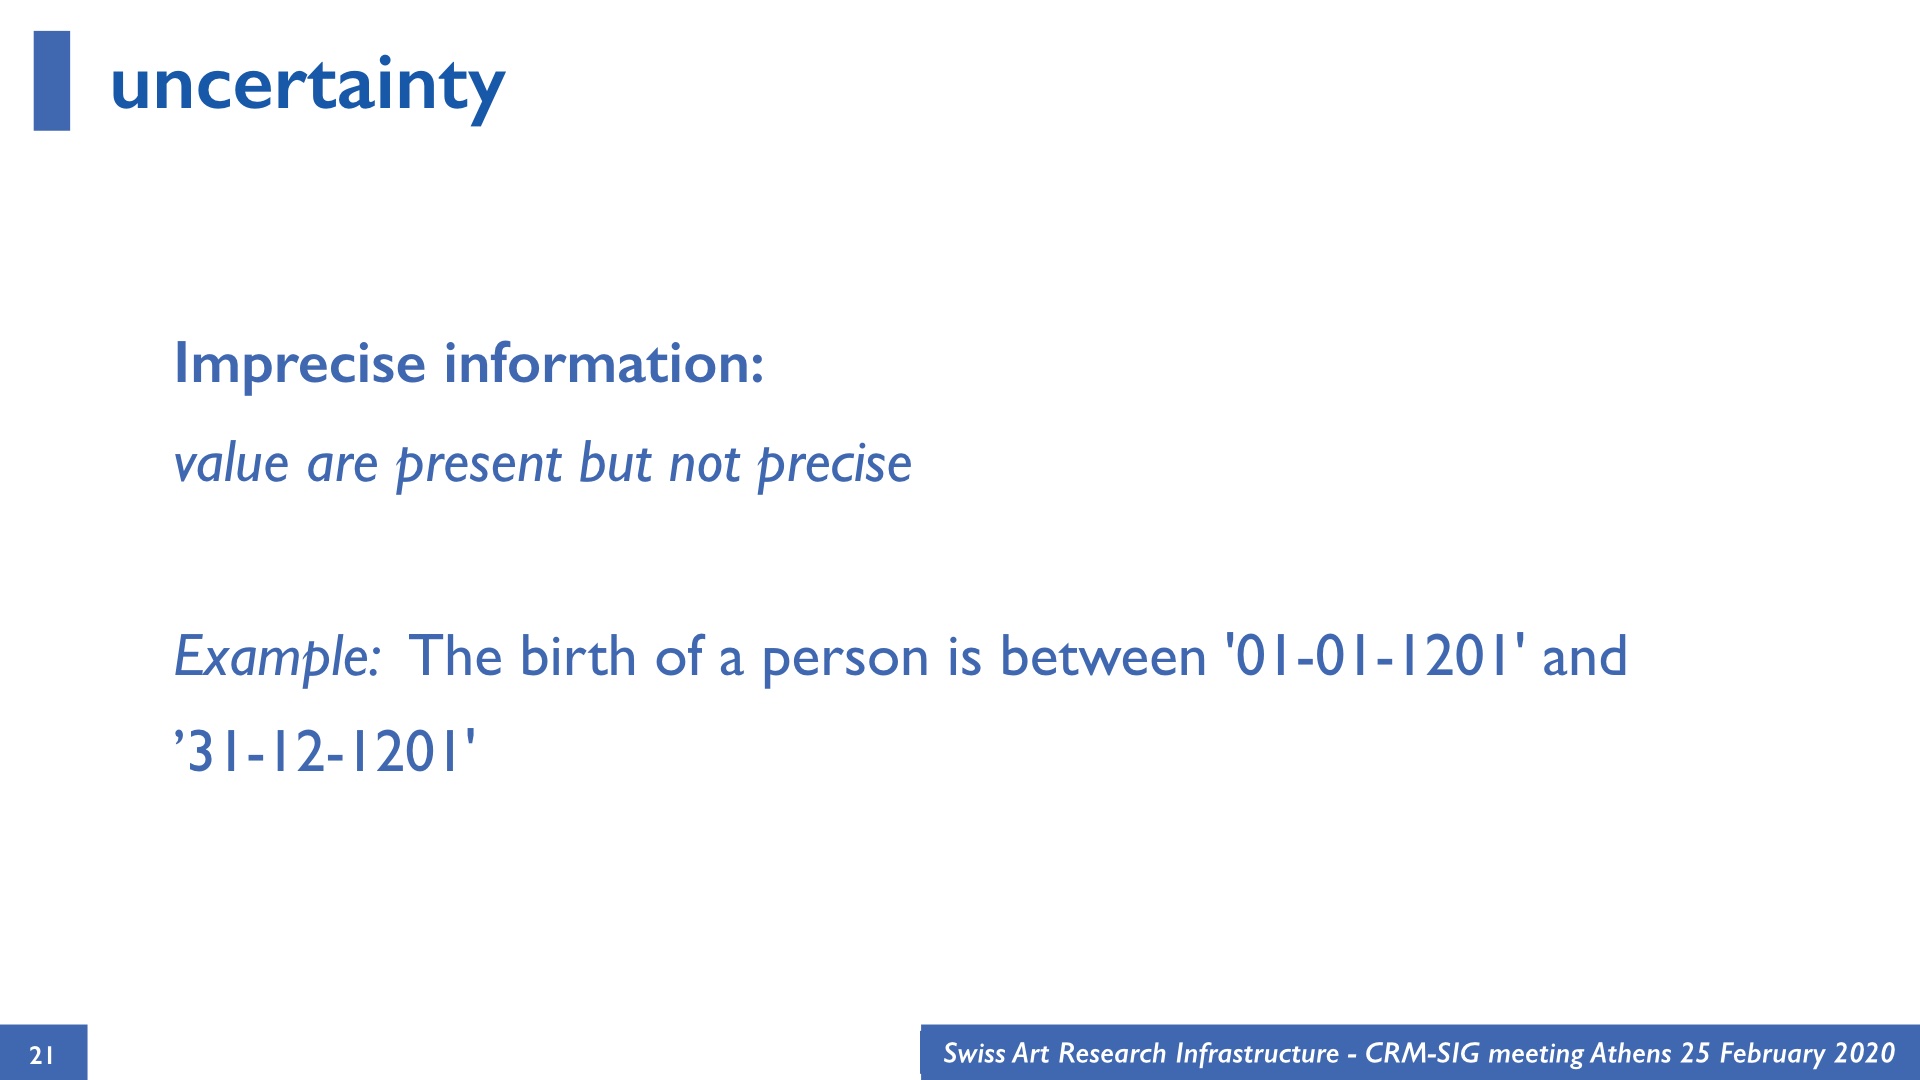 uncertainty
Imprecise information:
value are present but not precise
Example:  The birth of a person is between '01-01-1201' and
’31-12-1201'
21
Swiss Art Research Infrastructure - CRM-SIG meeting Athens 25 February 2020